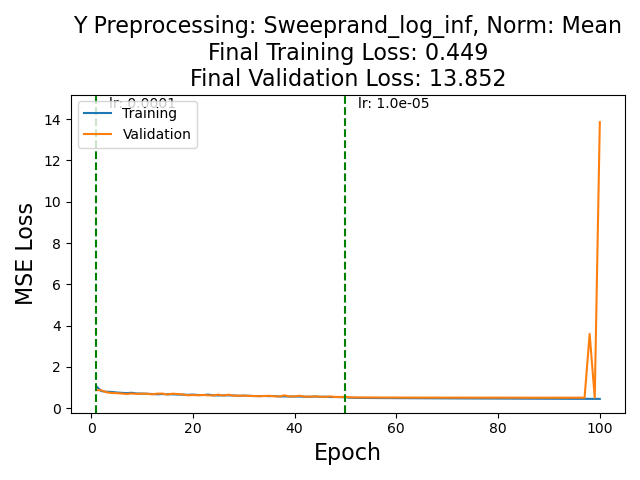 Y Preprocessing: Sweeprand_log_inf, Norm: Mean
Final Training Loss: 0.449
Final Validation Loss: 13.852
lr: 0.0001
lr: 1.0e-05
Training
Validation
14
12
10
8
6
4
2
0
MSE Loss
0
20
40
60
80
100
Epoch